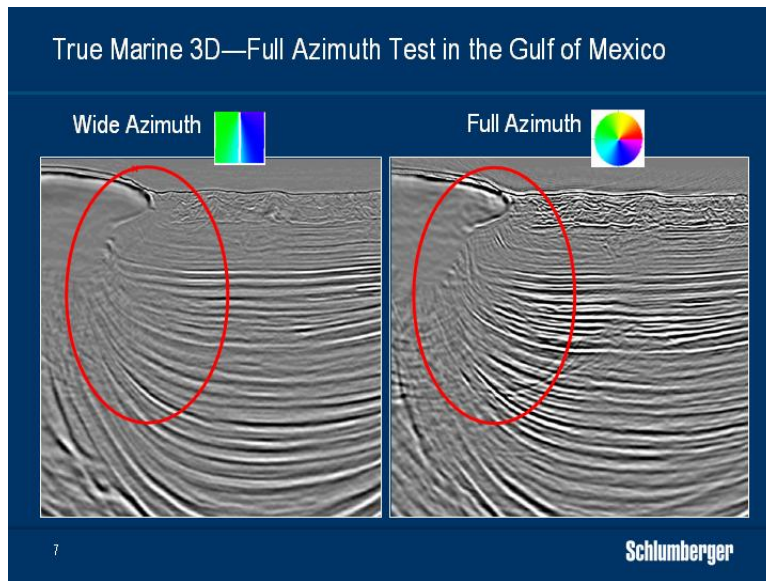 True Marine 3D—Full Azimuth Test in the Gulf of Mexico
Wide Azimuth
Full Azimuth
7
Schlumberger